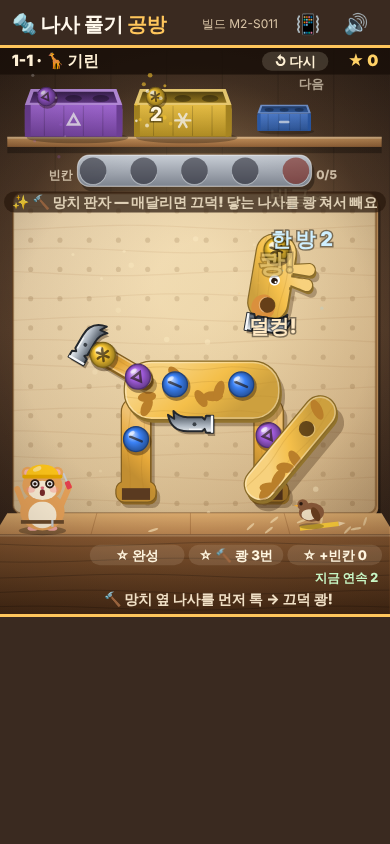 나사 풀기 공방
빌드 M2-S011
1-1 · 기린
다시
★ 0
다음
2
빈칸
0/5
망치 판자 — 매달리면 끄덕! 닿는 나사를 쾅 쳐서 빼요
한 방 2
쾅!
덜컹!
☆ 완성
☆ 쾅 3번
☆ +빈칸 0
지금 연속 2
망치 옆 나사를 먼저 톡 → 끄덕 쾅!